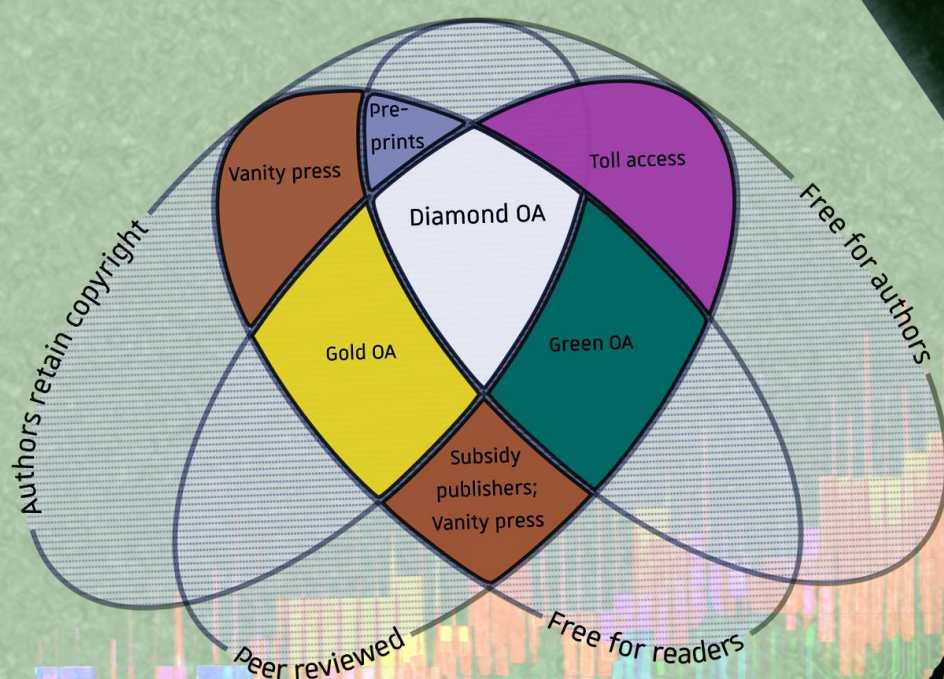 Pre-
prints
Vanity press
Toll access
Diamond OA
Gold OA
Green OA
Subsidy
publishers;
Vanity press
Authors retain copyright
Free for authors
Peer reviewed
Free for readers